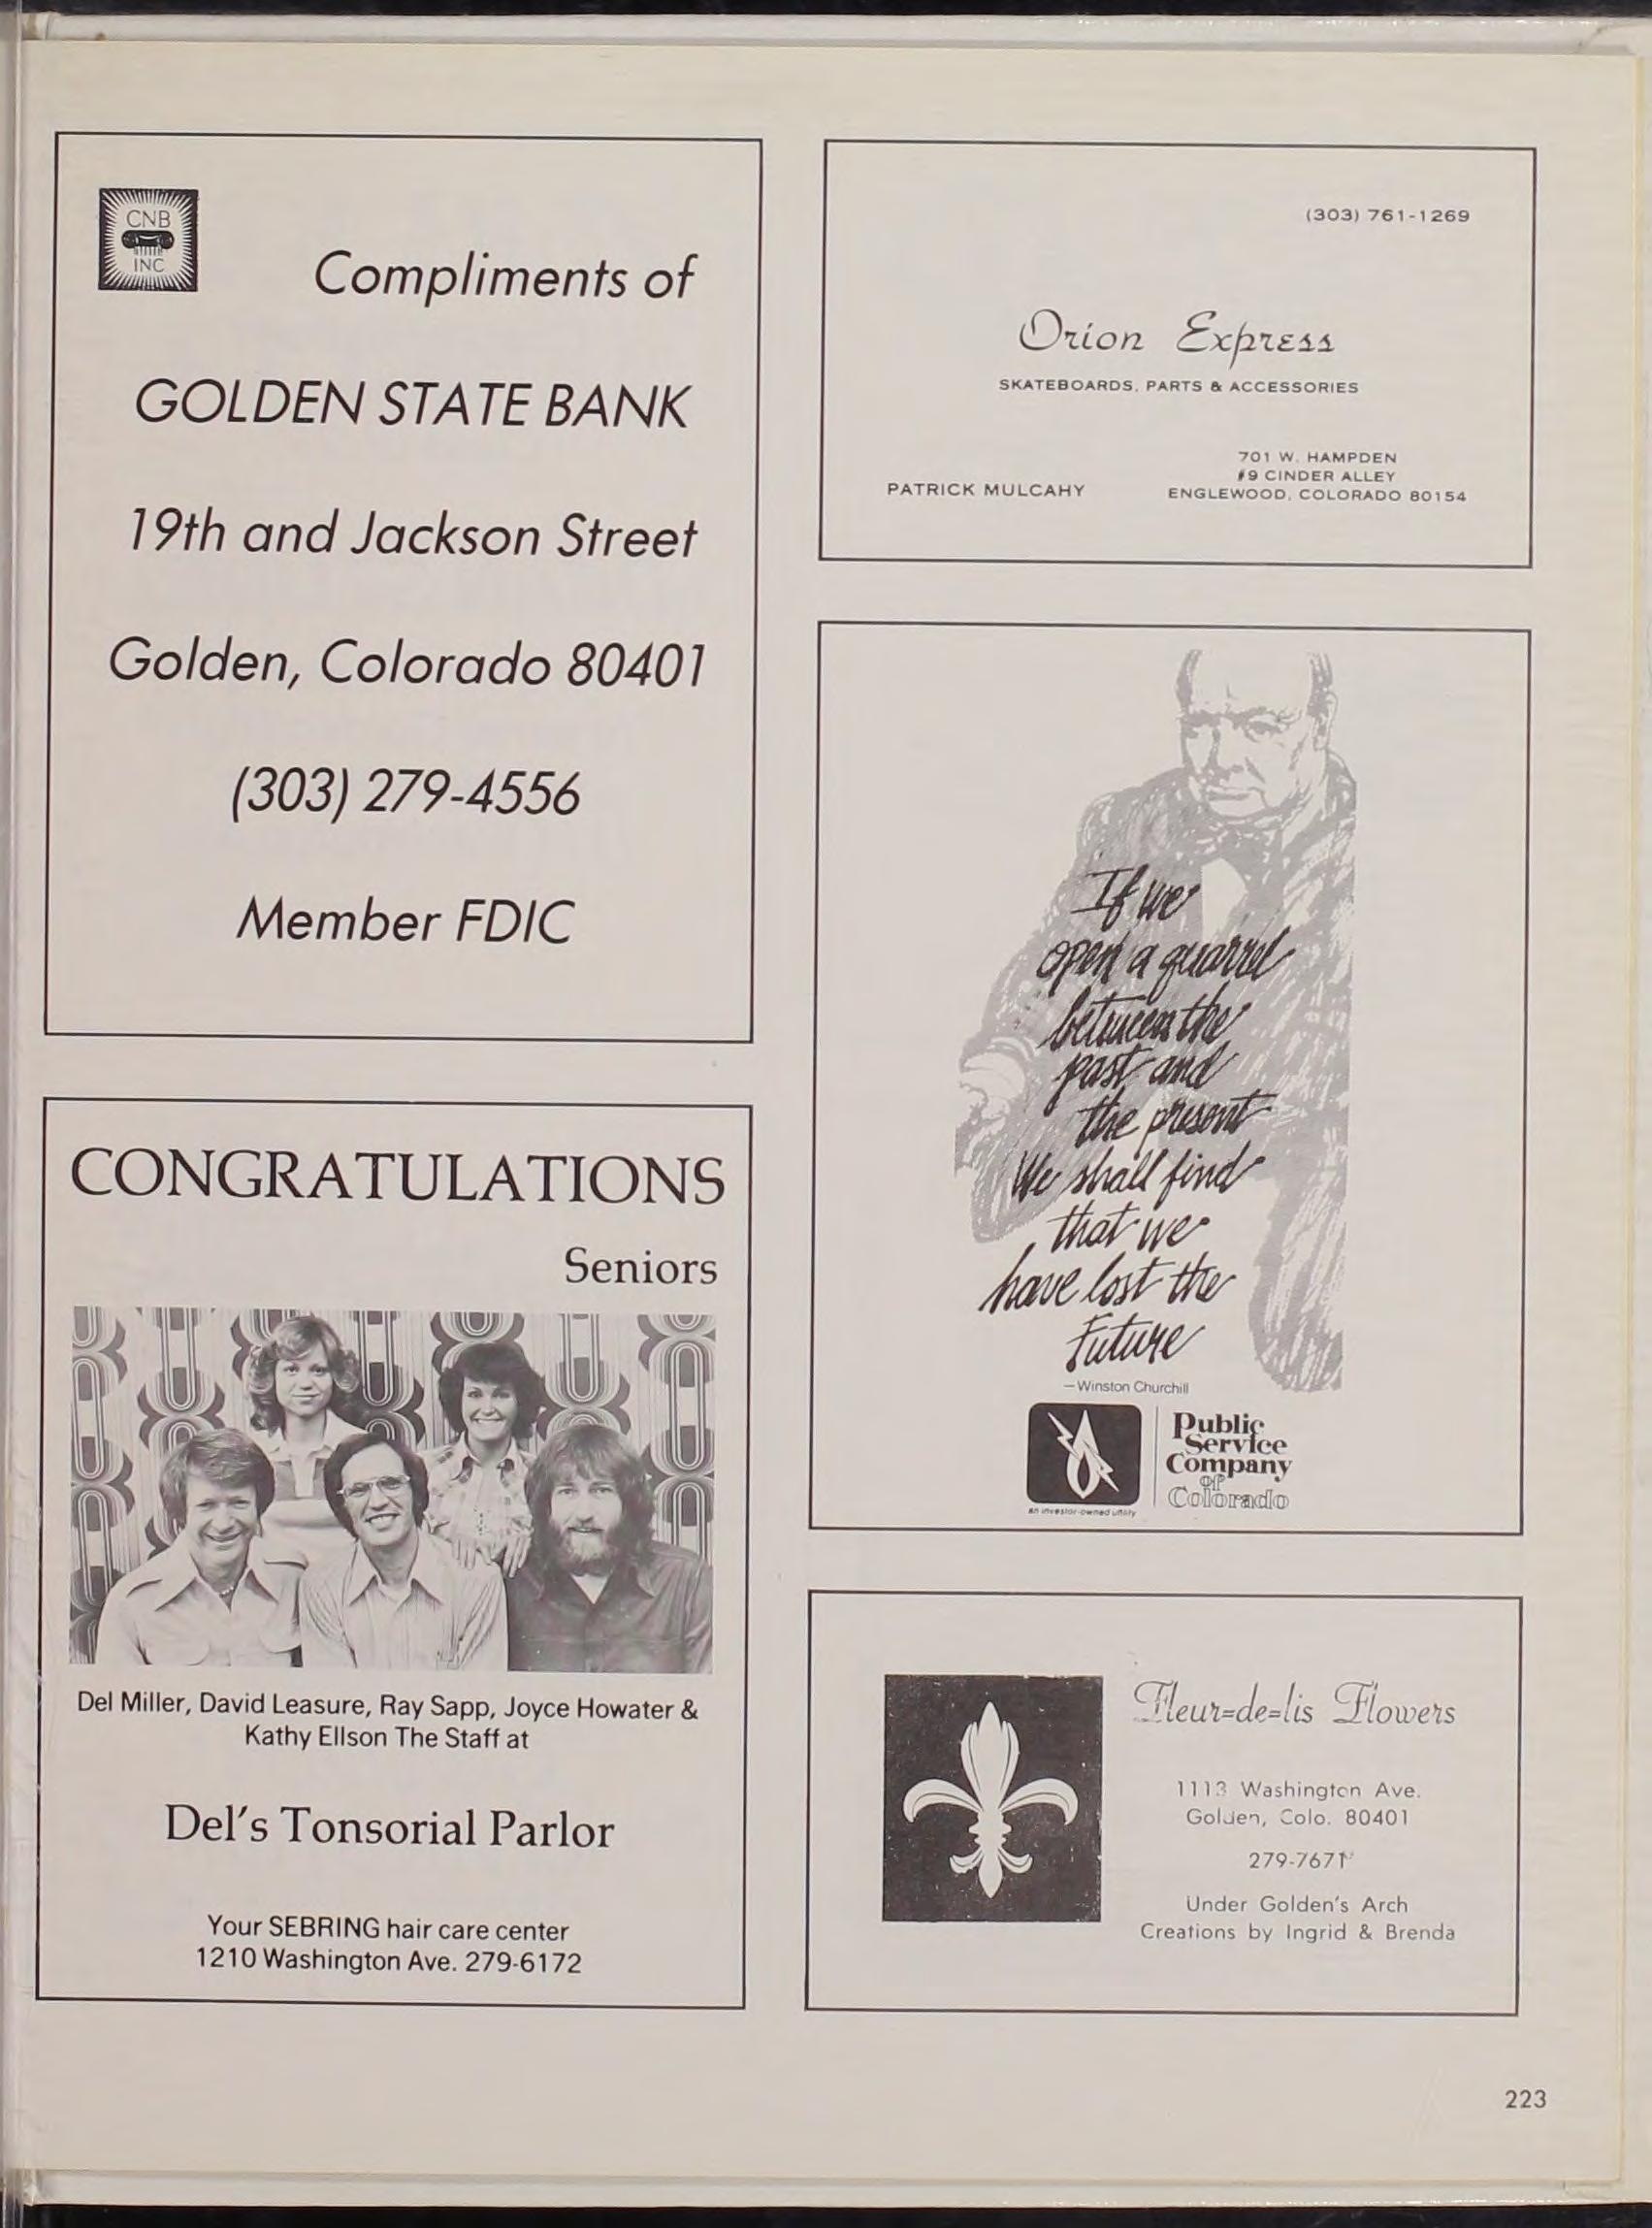 CNB
INC
Compliments of
GOLDEN STATE BANK
19th and Jackson Street
Golden, Colorado 80401
(303) 279-4556
Member FDIC
CONGRATULATIONS
Seniors
Del Miller, David Leasure, Ray Sapp, Joyce Howater &
Kathy Ellson The Staff at
Del's Tonsorial Parlor
Your SEBRING hair care center
1210 Washington Ave. 279-6172
(303) 761-1269
Orion Express
SKATEBOARDS, PARTS & ACCESSORIES
PATRICK MULCAHY
701 W. HAMPDEN
#9 CINDER ALLEY
ENGLEWOOD, COLORADO 80154
If we
open a quarrel
between the
past and
the present
We shall find
that we
have lost the
Future
—Winston Churchill
Public
Service
Company
of
Colorado
an investor-owned utility
Fleur-de-lis Flowers
1113 Washington Ave.
Golden, Colo. 80401
279-7671
Under Golden's Arch
Creations by Ingrid & Brenda
223